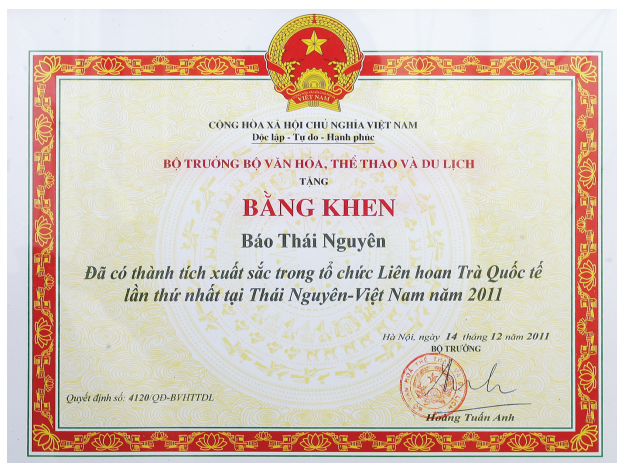 VIỆT NAM
CỘNG HÒA XÃ HỘI CHỦ NGHĨA VIỆT NAM
Độc lập - Tự do - Hạnh phúc
BỘ TRƯỞNG BỘ VĂN HÓA, THỂ THAO VÀ DU LỊCH
TẶNG
BẰNG KHEN
Báo Thái Nguyên
Đã có thành tích xuất sắc trong tổ chức Liên hoan Trà Quốc tế
lần thứ nhất tại Thái Nguyên-Việt Nam năm 2011
Hà Nội, ngày 14 tháng 12 năm 2011
BỘ TRƯỞNG
Quyết định số: 4120/QĐ-BVHTTDL
Hoàng Tuấn Anh